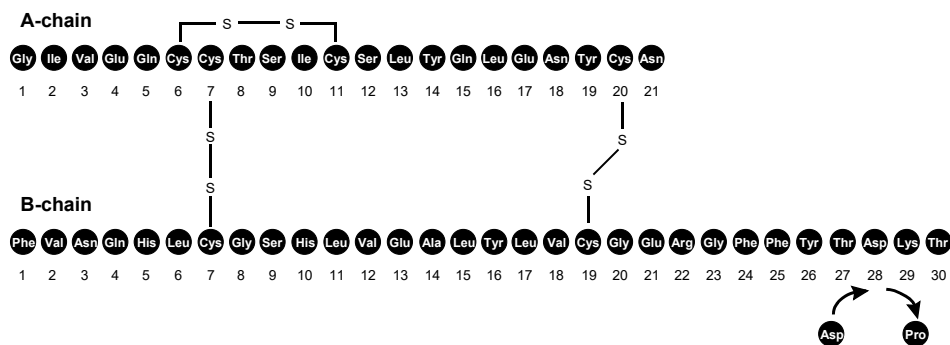 A-chain
S S
Gly Ile Val Glu Gln Cys Cys Thr Ser Ile Cys Ser Leu Tyr Gln Leu Glu Asn Tyr Cys Asn
1 2 3 4 5 6 7 8 9 10 11 12 13 14 15 16 17 18 19 20 21
S S
S S
B-chain
Phe Val Asn Gln His Leu Cys Gly Ser His Leu Val Glu Ala Leu Tyr Leu Val Cys Gly Glu Arg Gly Phe Phe Tyr Thr Asp Lys Thr
1 2 3 4 5 6 7 8 9 10 11 12 13 14 15 16 17 18 19 20 21 22 23 24 25 26 27 28 29 30
Asp Pro